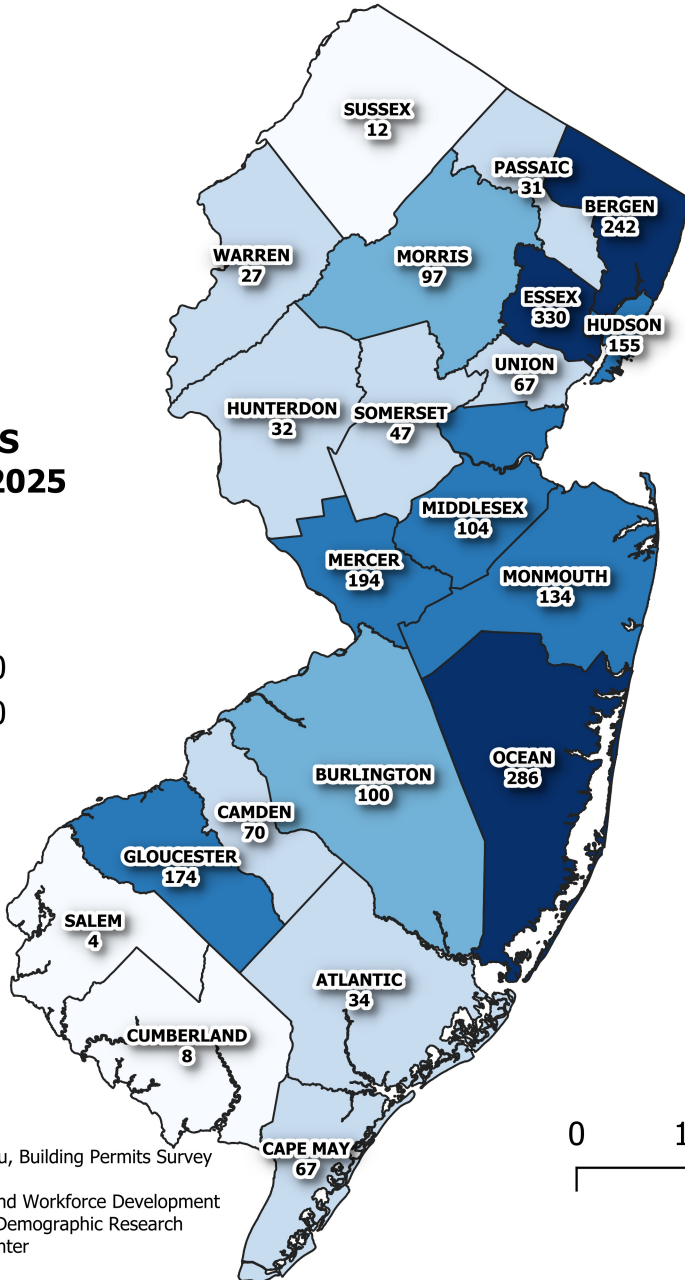 SUSSEX
12
PASSAIC
31
BERGEN
242
WARREN
27
MORRIS
97
ESSEX
330
HUDSON
155
UNION
67
HUNTERDON
32
SOMERSET
47
S
2025
MIDDLESEX
104
MERCER
194
MONMOUTH
134
0
0
OCEAN
286
BURLINGTON
100
CAMDEN
70
GLOUCESTER
174
SALEM
4
ATLANTIC
34
CUMBERLAND
8
CAPE MAY
67
0 1
u, Building Permits Survey
nd Workforce Development
Demographic Research
nter